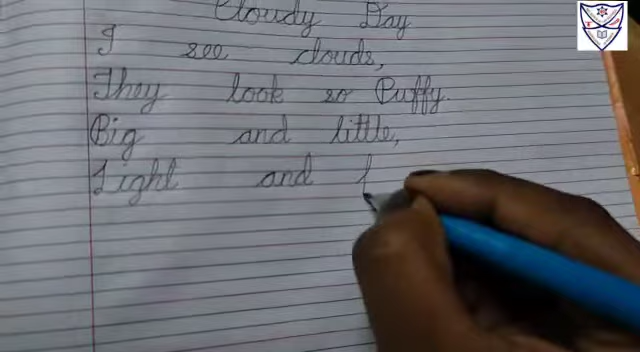 Cloudy Day
I see clouds,
They look so Puffy.
Big and little,
Light and f